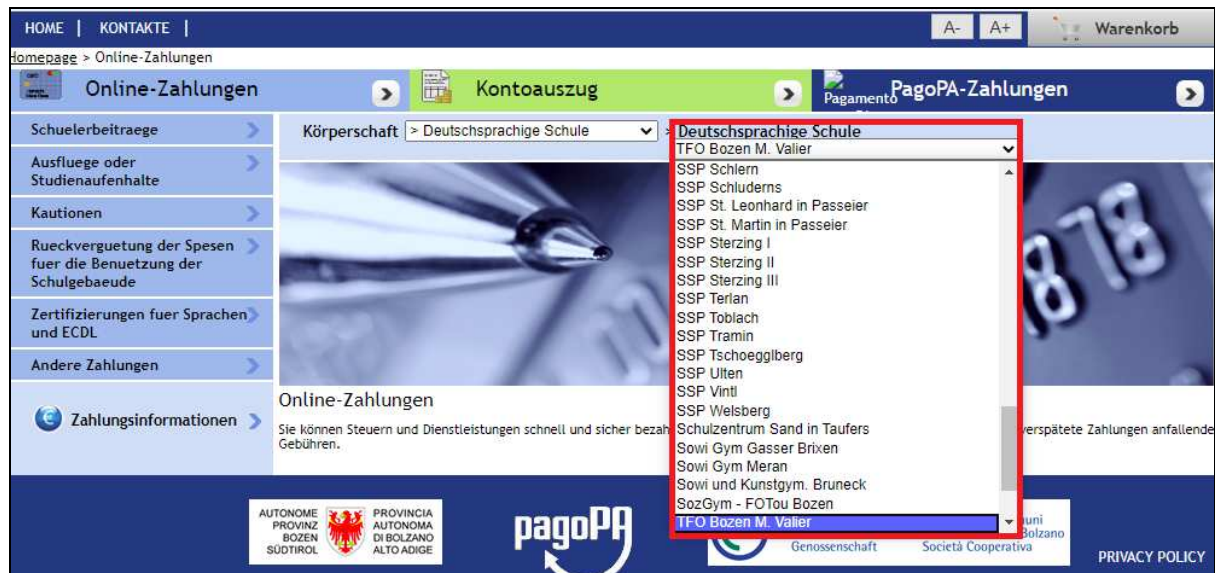 HOME | KONTAKTE |
A- A+ Warenkorb
Homepage > Online-Zahlungen
Online-Zahlungen
Kontoauszug
Pagamento
PagoPA-Zahlungen
Schuelerbeitraege
Ausfluege oder
Studienaufenhalte
Kautionen
Rueckverguetung der Spesen
fuer die Benuetzung der
Schulgebaeude
Zertifizierungen fuer Sprachen
und ECDL
Andere Zahlungen
Zahlungsinformationen
Körperschaft > Deutschsprachige Schule > Deutschsprachige Schule
TFO Bozen M. Valier
SSP Schlern
SSP Schluderns
SSP St. Leonhard in Passeier
SSP St. Martin in Passeier
SSP Sterzing I
SSP Sterzing II
SSP Sterzing III
SSP Terlan
SSP Toblach
SSP Tramin
SSP Tschoegglberg
SSP Ulten
SSP Vintl
SSP Welsberg
Schulzentrum Sand in Taufers
Sowi Gym Gasser Brixen
Sowi Gym Meran
Sowi und Kunstgym. Bruneck
SozGym - FOTou Bozen
TFO Bozen M. Valier
Online-Zahlungen
Sie können Steuern und Dienstleistungen schnell und sicher verspätete Zahlungen anfallende
Gebühren.
AUTONOME
PROVINZ
BOZEN
SÜDTIROL
PROVINCIA
AUTONOMA
DI BOLZANO
ALTO ADIGE
pagoPA
Bolzano
Genossenschaft Società Cooperativa
PRIVACY POLICY